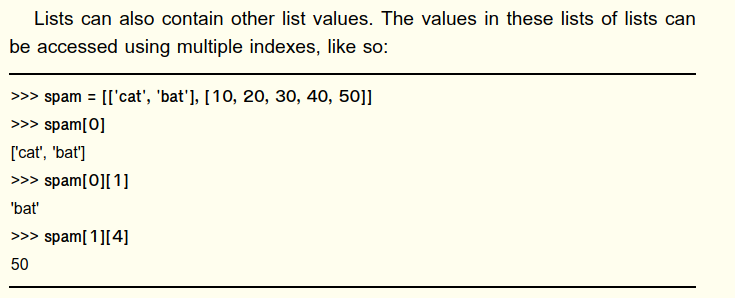 Lists can also contain other list values. The values in these lists of lists can
be accessed using multiple indexes, like so:
>>> spam = [['cat', 'bat'], [10, 20, 30, 40, 50]]
>>> spam[0]
['cat', 'bat']
>>> spam[0][1]
'bat'
>>> spam[1][4]
50